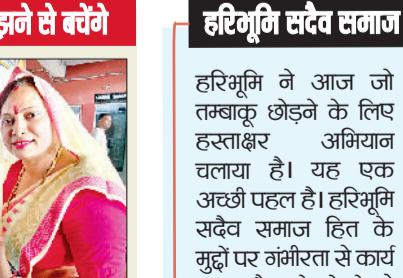 झने से बचेंगे
हरिभूमि सदैव समाज
हरिभूमि ने आज जो
तम्बाकू छोड़ने के लिए
हस्ताक्षर अभियान
चलाया है। यह एक
अच्छी पहल है। हरिभूमि
सदैव समाज हित के
मुद्दों पर गंभीरता से कार्य